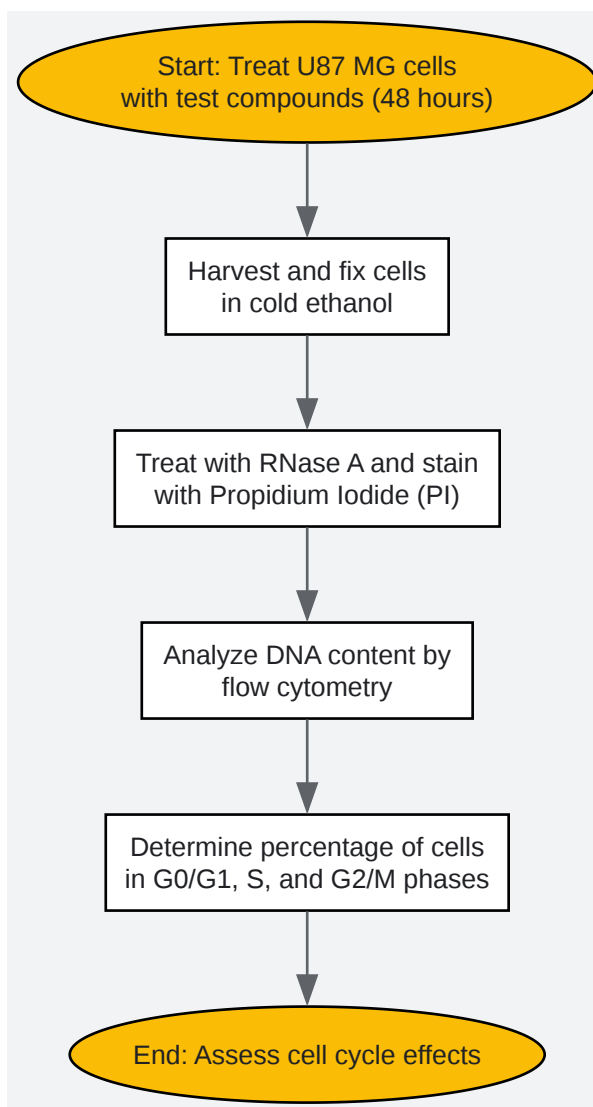 Start: Treat U87 MG cells
with test compounds (48 hours)
Harvest and fix cells
in cold ethanol
Treat with RNase A and stain
with Propidium Iodide (PI)
Analyze DNA content by
flow cytometry
Determine percentage of cells
in G0/G1, S, and G2/M phases
End: Assess cell cycle effects